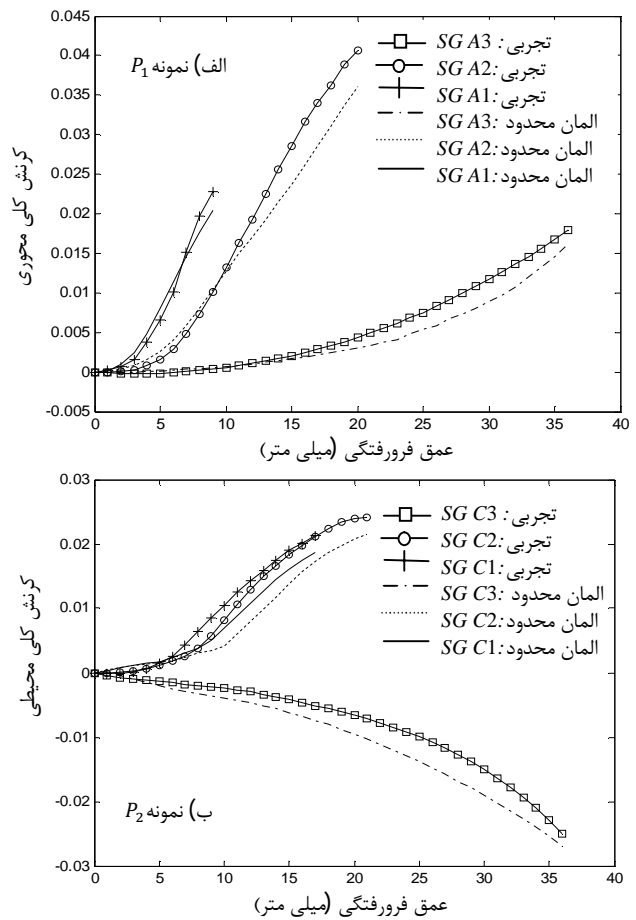 0.045
0.04
0.035
0.03
0.025
0.02
0.015
0.01
0.005
0
-0.005
کرنش کلی محوری
الف) نمونه P1
تجربی: SG A3
تجربی: SG A2
تجربی: SG A1
المان محدود: SG A3
المان محدود: SG A2
المان محدود: SG A1
0 5 10 15 20 25 30 35 40
عمق فرورفتگی (میلی متر)
0.03
0.02
0.01
0
-0.01
-0.02
-0.03
کرنش کلی محیطی
تجربی: SG C3
تجربی: SG C2
تجربی: SG C1
المان محدود: SG C3
المان محدود: SG C2
المان محدود: SG C1
ب) نمونه P2
0 5 10 15 20 25 30 35 40
عمق فرورفتگی (میلی متر)